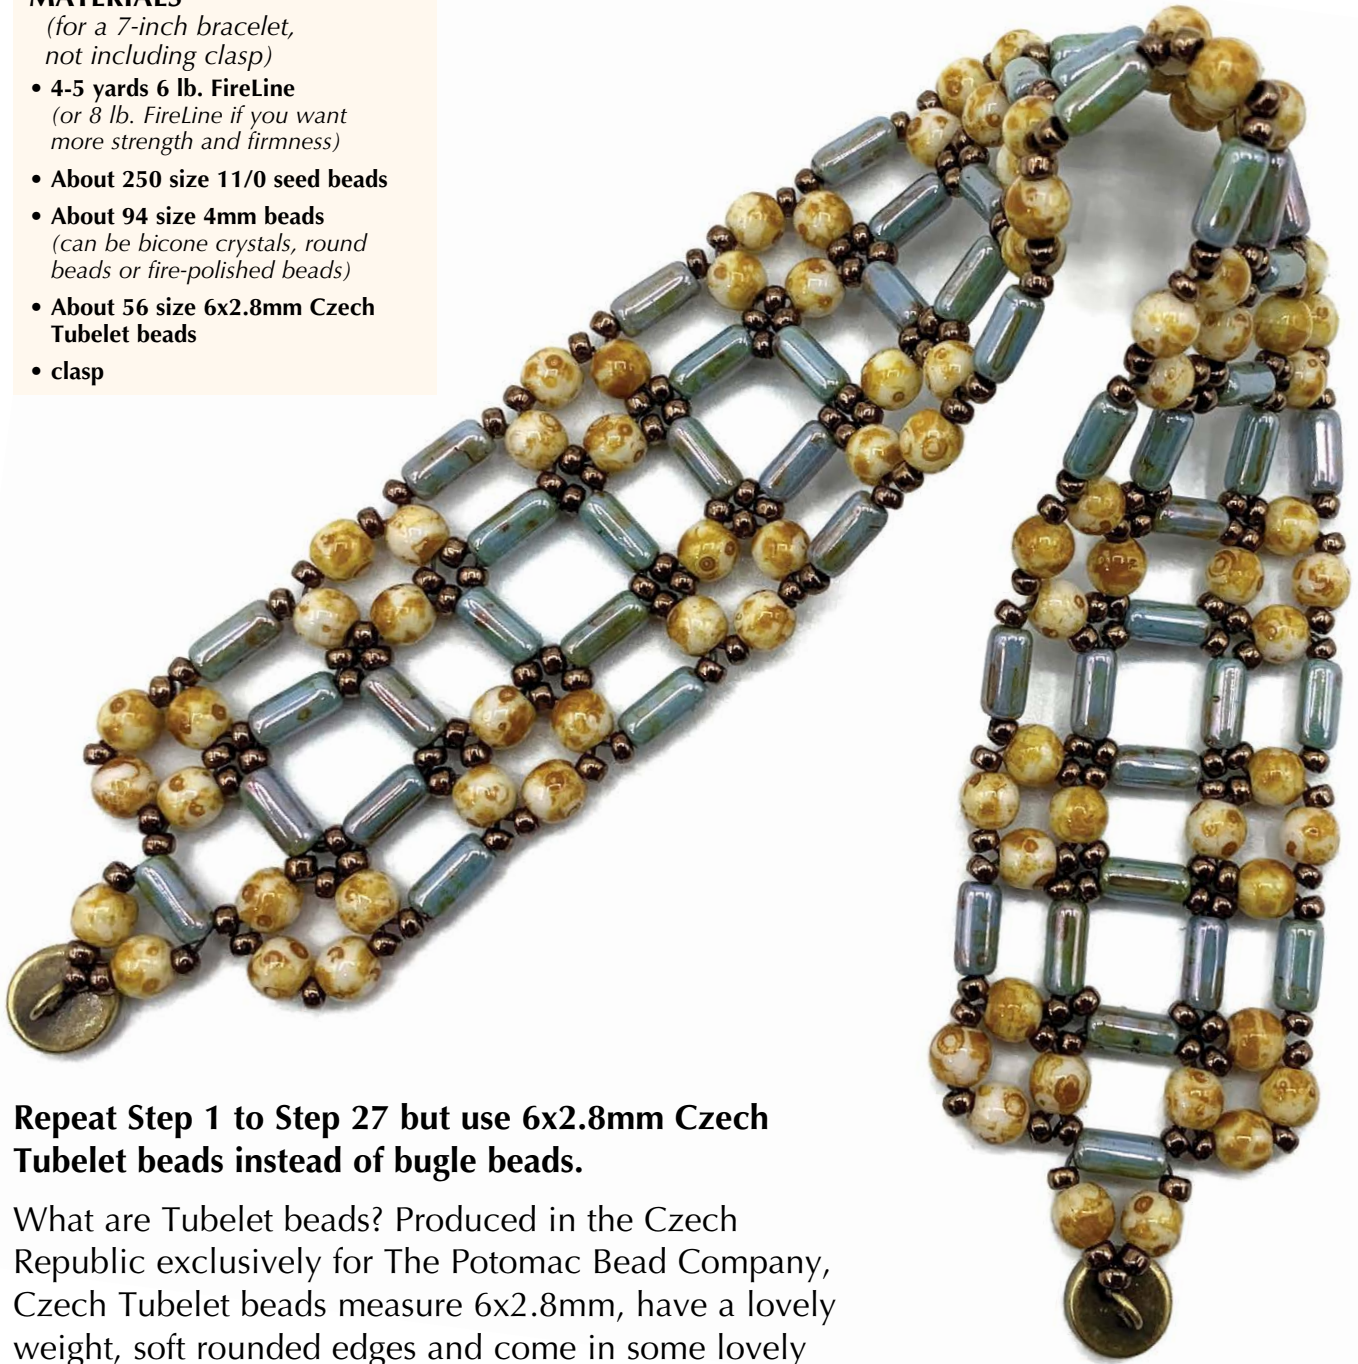 MATERIALS
(for a 7-inch bracelet,
not including clasp)
• 4-5 yards 6 lb. FireLine
(or 8 lb. FireLine if you want
more strength and firmness)
• About 250 size 11/0 seed beads
• About 94 size 4mm beads
(can be bicone crystals, round
beads or fire-polished beads)
• About 56 size 6x2.8mm Czech
Tubelet beads
• clasp
Repeat Step 1 to Step 27 but use 6x2.8mm Czech
Tubelet beads instead of bugle beads.
What are Tubelet beads? Produced in the Czech
Republic exclusively for The Potomac Bead Company,
Czech Tubelet beads measure 6x2.8mm, have a lovely
weight, soft rounded edges and come in some lovely